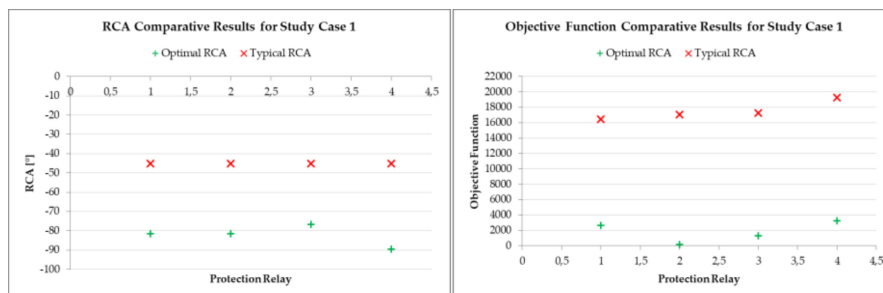 RCA Comparative Results for Study Case 1
+ Optimal RCA × Typical RCA
0
-10
-20
-30
-40
-50
-60
-70
-80
-90
-100
0 0,5 1 1,5 2 2,5 3 3,5 4 4,5
RCA [º]
Protection Relay
Objective Function Comparative Results for Study Case 1
+ Optimal RCA × Typical RCA
22000
20000
18000
16000
14000
12000
10000
8000
6000
4000
2000
0
0 0,5 1 1,5 2 2,5 3 3,5 4 4,5
Objective Function
Protection Relay